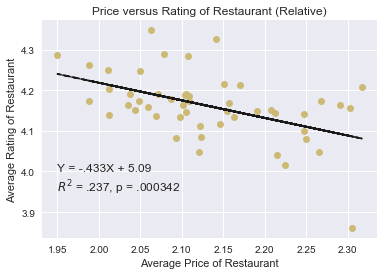 Price versus Rating of Restaurant (Relative)
Average Rating of Restaurant
4.3
4.2
4.1
4.0
3.9
Y = -.433X + 5.09
R² = .237, p = .000342
1.95 2.00 2.05 2.10 2.15 2.20 2.25 2.30
Average Price of Restaurant